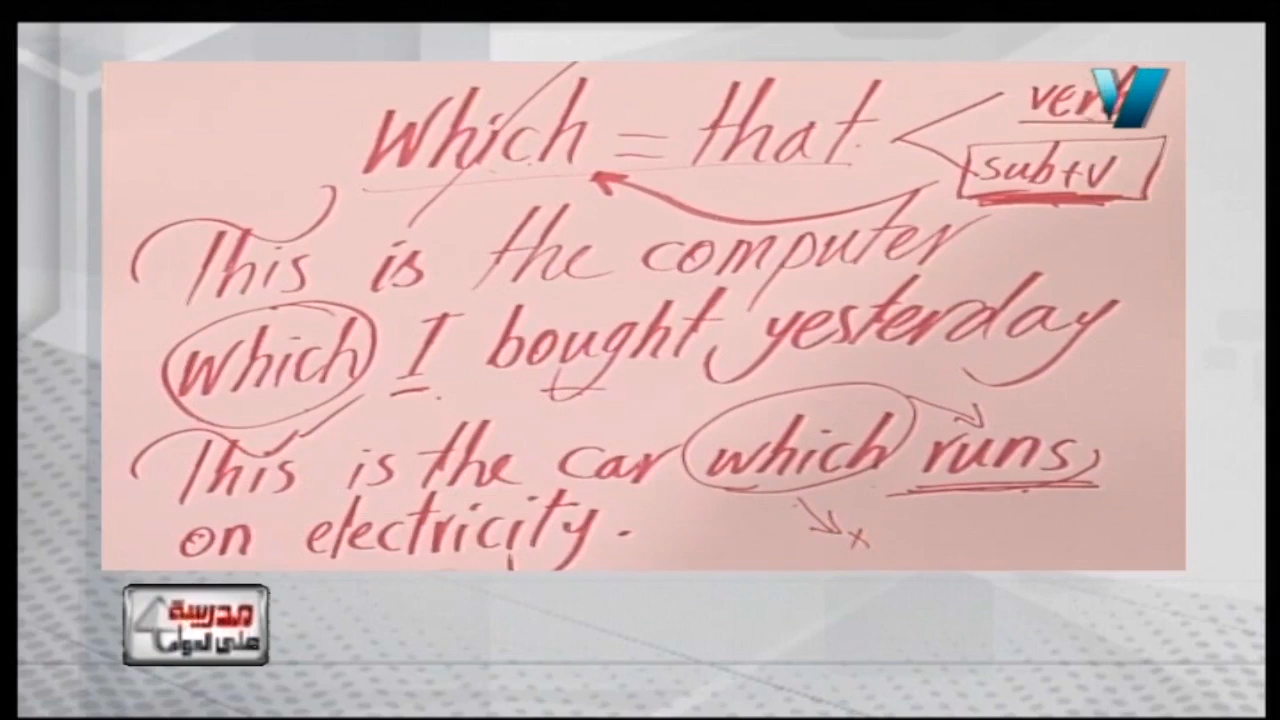 Which = that
verb
sub+v
This is the computer
which I bought yesterday
This is the car which runs
on electricity.
مدرسة
على الهواء